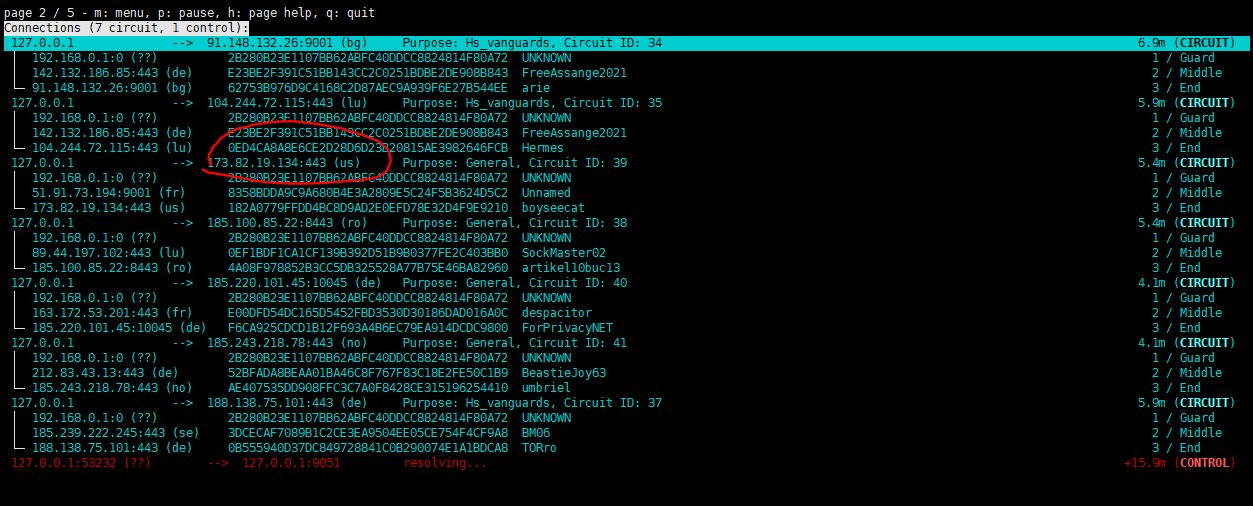 page 2 / 5 - m: menu, p: pause, h: page help, q: quit
Connections (7 circuit, 1 control):
127.0.0.1 --> 91.148.132.26:9001 (bg) Purpose: Hs_vanguards, Circuit ID: 34 6.9m (CIRCUIT)
192.168.0.1:0 (??) 2B280B23E1107BB62ABFC40DDCC8824814F80A72 UNKNOWN 1 / Guard
142.132.186.85:443 (de) E23BE2F391C51BB143CC2C0251BDBE2DE908B843 FreeAssange2021 2 / Middle
91.148.132.26:9001 (bg) 62753B976D9C4168C2D87AEC9A939F6E27B544EE arie 3 / End
127.0.0.1 --> 104.244.72.115:443 (lu) Purpose: Hs_vanguards, Circuit ID: 35 5.9m (CIRCUIT)
192.168.0.1:0 (??) 2B280B23E1107BB62ABFC40DDCC8824814F80A72 UNKNOWN 1 / Guard
142.132.186.85:443 (de) E23BE2F391C51BB143CC2C0251BDBE2DE908B843 FreeAssange2021 2 / Middle
104.244.72.115:443 (lu) 0ED4CA8A8E6CE2D28D6D23B20815AE3982646FCB Hermes 3 / End
127.0.0.1 --> 173.82.19.134:443 (us) Purpose: General, Circuit ID: 39 5.4m (CIRCUIT)
192.168.0.1:0 (??) 2B280B23E1107BB62ABFC40DDCC8824814F80A72 UNKNOWN 1 / Guard
51.91.73.194:9001 (fr) 8358BDDA9C9A680B4E3A2809E5C24F5B3624D5C2 Unnamed 2 / Middle
173.82.19.134:443 (us) 182A0779FFDD4BC8D9AD2E0EFD78E32D4F9E9210 boyseecat 3 / End
127.0.0.1 --> 185.100.85.22:8443 (ro) Purpose: General, Circuit ID: 38 5.4m (CIRCUIT)
192.168.0.1:0 (??) 2B280B23E1107BB62ABFC40DDCC8824814F80A72 UNKNOWN 1 / Guard
89.44.197.102:443 (lu) 0EF1BDF1CA1CF139B392D51B9B0377FE2C403BB0 SockMaster02 2 / Middle
185.100.85.22:8443 (ro) 4A08F978852B3CC5DB325528A77B75E46BA82960 artikel10buc13 3 / End
127.0.0.1 --> 185.220.101.45:10045 (de) Purpose: General, Circuit ID: 40 4.1m (CIRCUIT)
192.168.0.1:0 (??) 2B280B23E1107BB62ABFC40DDCC8824814F80A72 UNKNOWN 1 / Guard
163.172.53.201:443 (fr) E00DFD54DC165D5452FBD3530D30186DAD016A0C despacitor 2 / Middle
185.220.101.45:10045 (de) F6CA925CDCD1B12F693A4B6EC79EA914DCDC9800 ForPrivacyNET 3 / End
127.0.0.1 --> 185.243.218.78:443 (no) Purpose: General, Circuit ID: 41 4.1m (CIRCUIT)
192.168.0.1:0 (??) 2B280B23E1107BB62ABFC40DDCC8824814F80A72 UNKNOWN 1 / Guard
212.83.43.13:443 (de) 52BFADA8BEAA01BA46C8F767F83C18E2FE50C1B9 BeastieJoy63 2 / Middle
185.243.218.78:443 (no) AE407535DD908FFC3C7A0F8428CE315196254410 umbriel 3 / End
127.0.0.1 --> 188.138.75.101:443 (de) Purpose: Hs_vanguards, Circuit ID: 37 5.9m (CIRCUIT)
192.168.0.1:0 (??) 2B280B23E1107BB62ABFC40DDCC8824814F80A72 UNKNOWN 1 / Guard
185.239.222.245:443 (se) 3DCECAF7089B1C2CE3EA9504EE05CE754F4CF9A8 BM06 2 / Middle
188.138.75.101:443 (de) 0B555940D37DC849728841C0B290074E1A1BDCA8 TORro 3 / End
127.0.0.1:53232 (??) --> 127.0.0.1:9051 resolving... +15.9m (CONTROL)